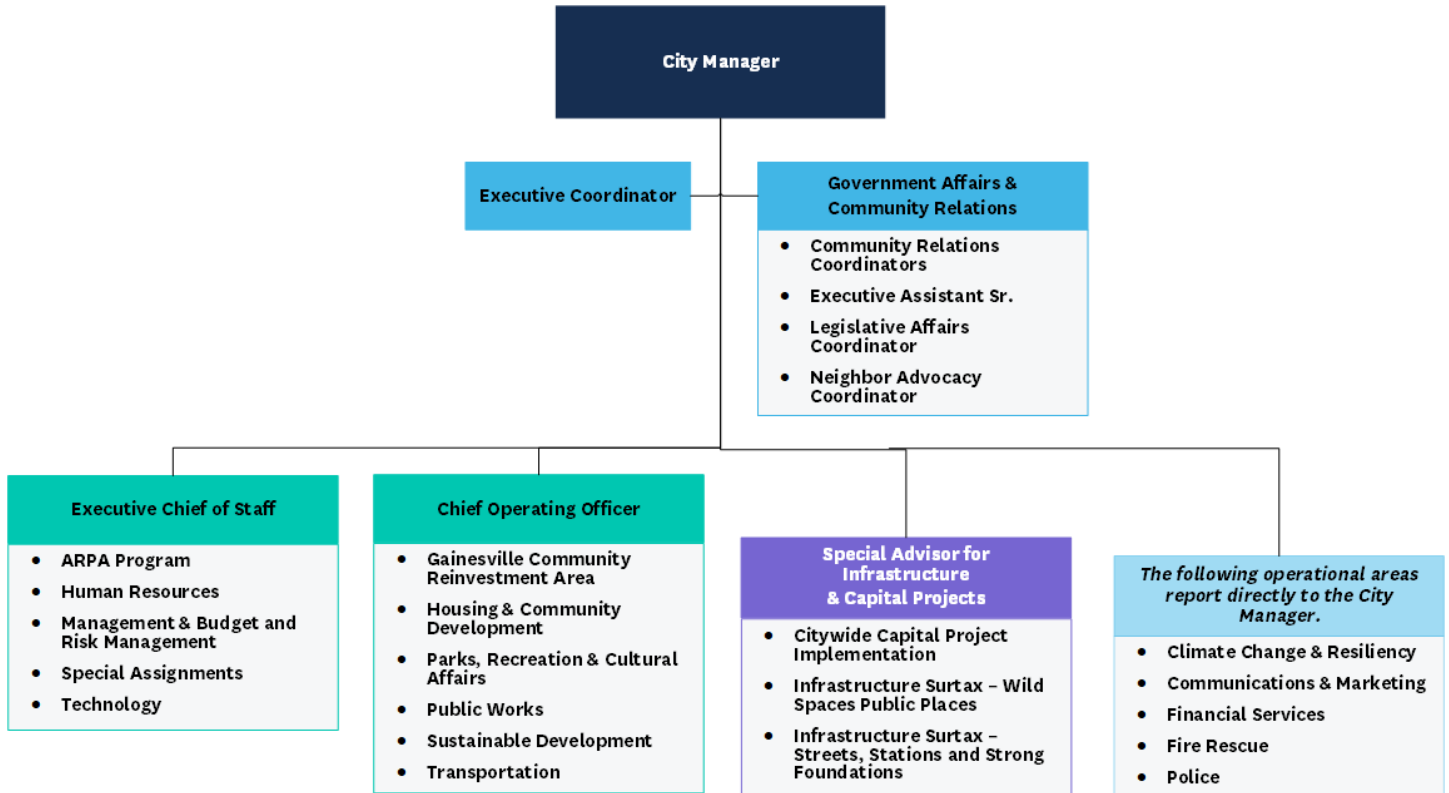 City Manager
Executive Coordinator
Government Affairs &
Community Relations
• Community Relations
Coordinators
• Executive Assistant Sr.
• Legislative Affairs
Coordinator
• Neighbor Advocacy
Coordinator
Executive Chief of Staff
• ARPA Program
• Human Resources
• Management & Budget and
Risk Management
• Special Assignments
• Technology
Chief Operating Officer
• Gainesville Community
Reinvestment Area
• Housing & Community
Development
• Parks, Recreation & Cultural
Affairs
• Public Works
• Sustainable Development
• Transportation
Special Advisor for
Infrastructure
& Capital Projects
• Citywide Capital Project
Implementation
• Infrastructure Surtax – Wild
Spaces Public Places
• Infrastructure Surtax –
Streets, Stations and Strong
Foundations
The following operational areas
report directly to the City
Manager.
• Climate Change & Resiliency
• Communications & Marketing
• Financial Services
• Fire Rescue
• Police